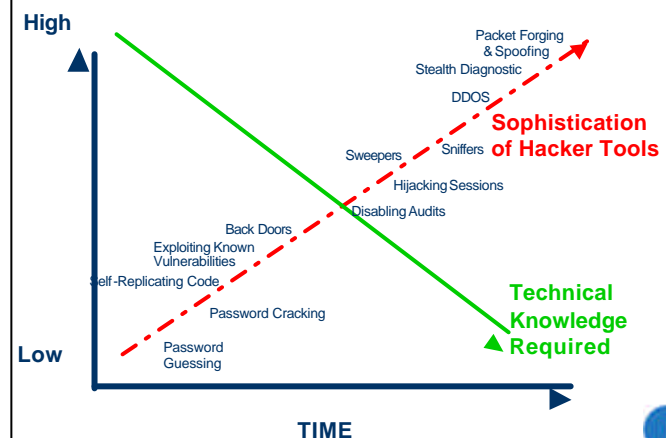 High
Packet Forging
& Spoofing
Stealth Diagnostic
DDOS
Sophistication
of Hacker Tools
Sniffers
Sweepers
Hijacking Sessions
Disabling Audits
Back Doors
Exploiting Known
Vulnerabilities
Self-Replicating Code
Password Cracking
Technical
Knowledge
Required
Password
Guessing
Low
TIME